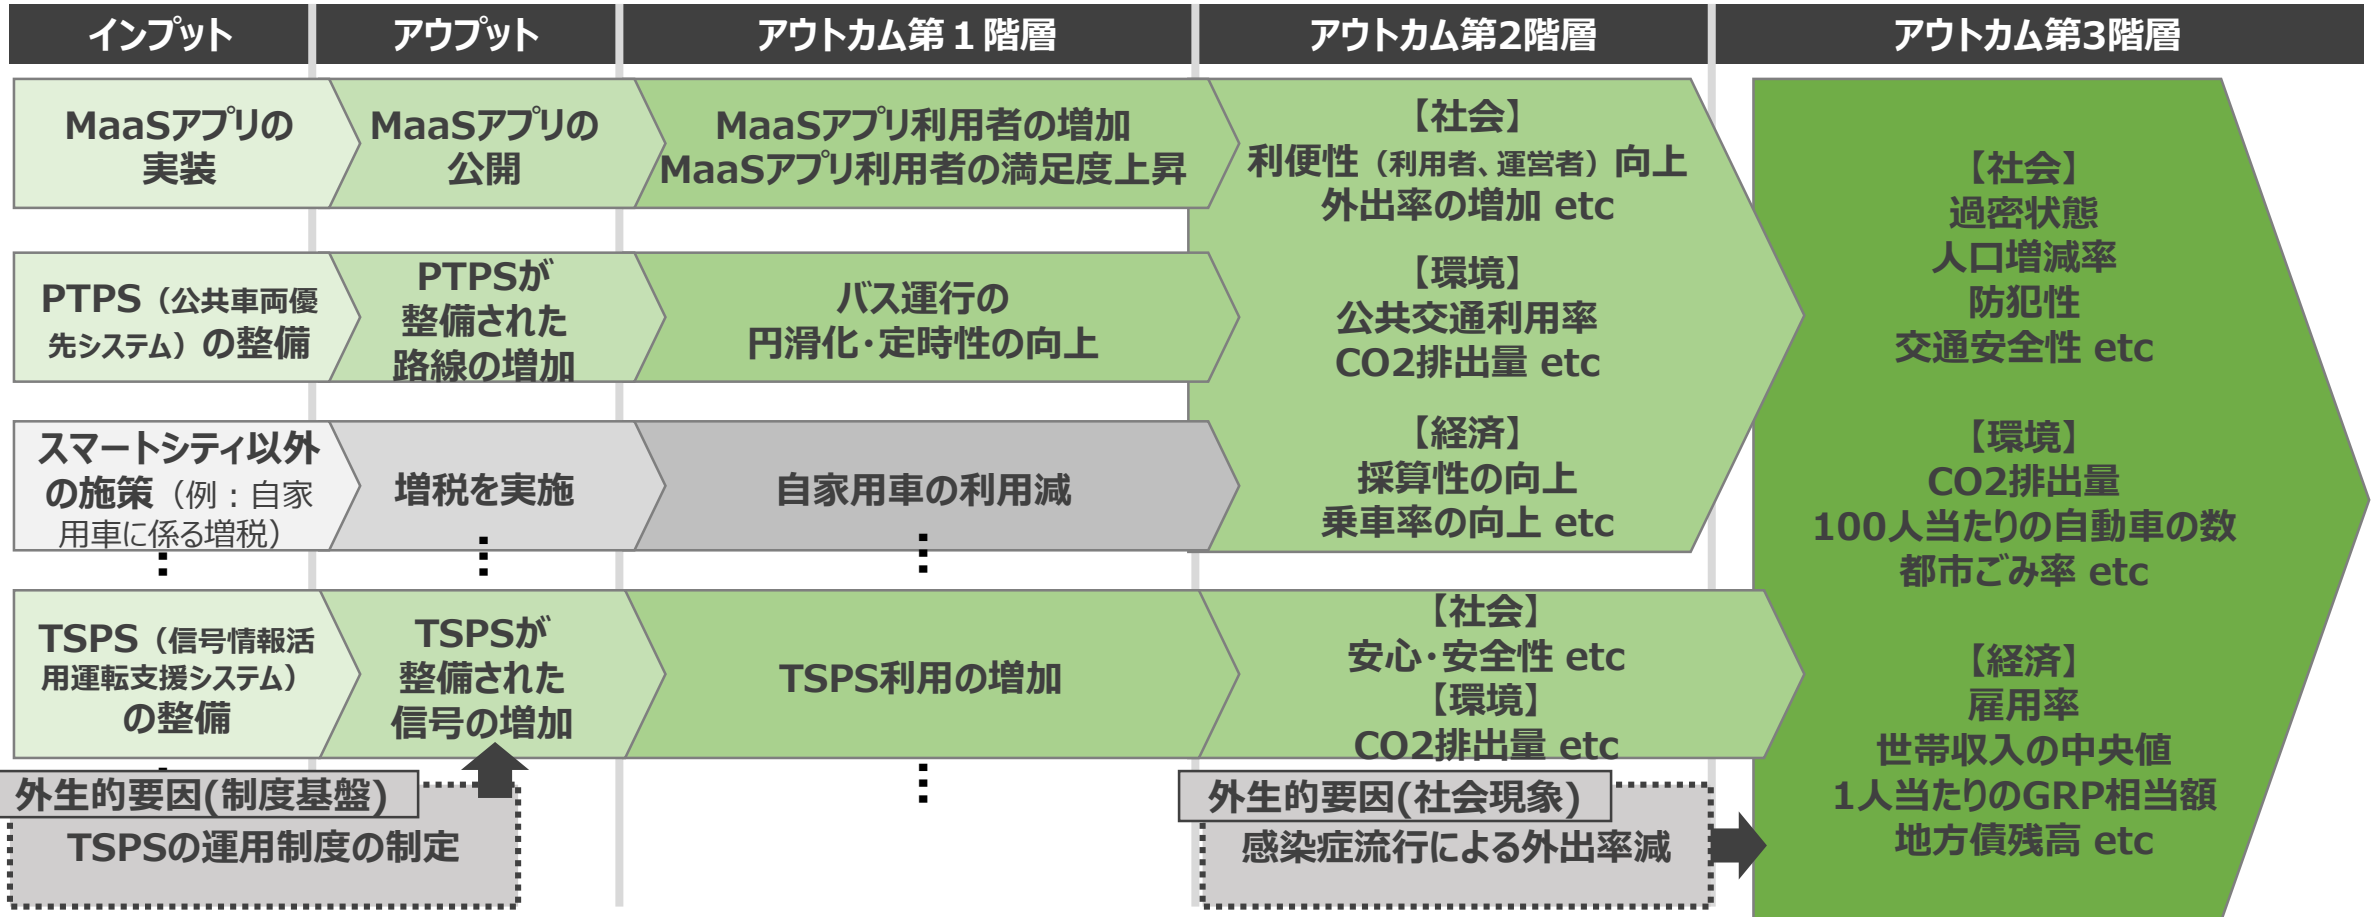 インプット
アウプット
アウトカム第１階層
アウトカム第2階層
アウトカム第3階層
MaaSアプリの
実装
MaaSアプリの
公開
MaaSアプリ利用者の増加
MaaSアプリ利用者の満足度上昇
PTPS（公共車両優
先システム）の整備
PTPSが
整備された
路線の増加
バス運行の
円滑化・定時性の向上
スマートシティ以外
の施策（例：自家
用車に係る増税）
増税を実施
自家用車の利用減
【社会】
利便性（利用者、運営者）向上
外出率の増加 etc
【環境】
公共交通利用率
CO2排出量 etc
【経済】
採算性の向上
乗車率の向上 etc
TSPS（信号情報活
用運転支援システム）
の整備
TSPSが
整備された
信号の増加
TSPS利用の増加
【社会】
安心・安全性 etc
【環境】
CO2排出量 etc
【社会】
過密状態
人口増減率
防犯性
交通安全性 etc
【環境】
CO2排出量
100人当たりの自動車の数
都市ごみ率 etc
【経済】
雇用率
世帯収入の中央値
1人当たりのGRP相当額
地方債残高 etc
外生的要因(制度基盤)
TSPSの運用制度の制定
外生的要因(社会現象)
感染症流行による外出率減